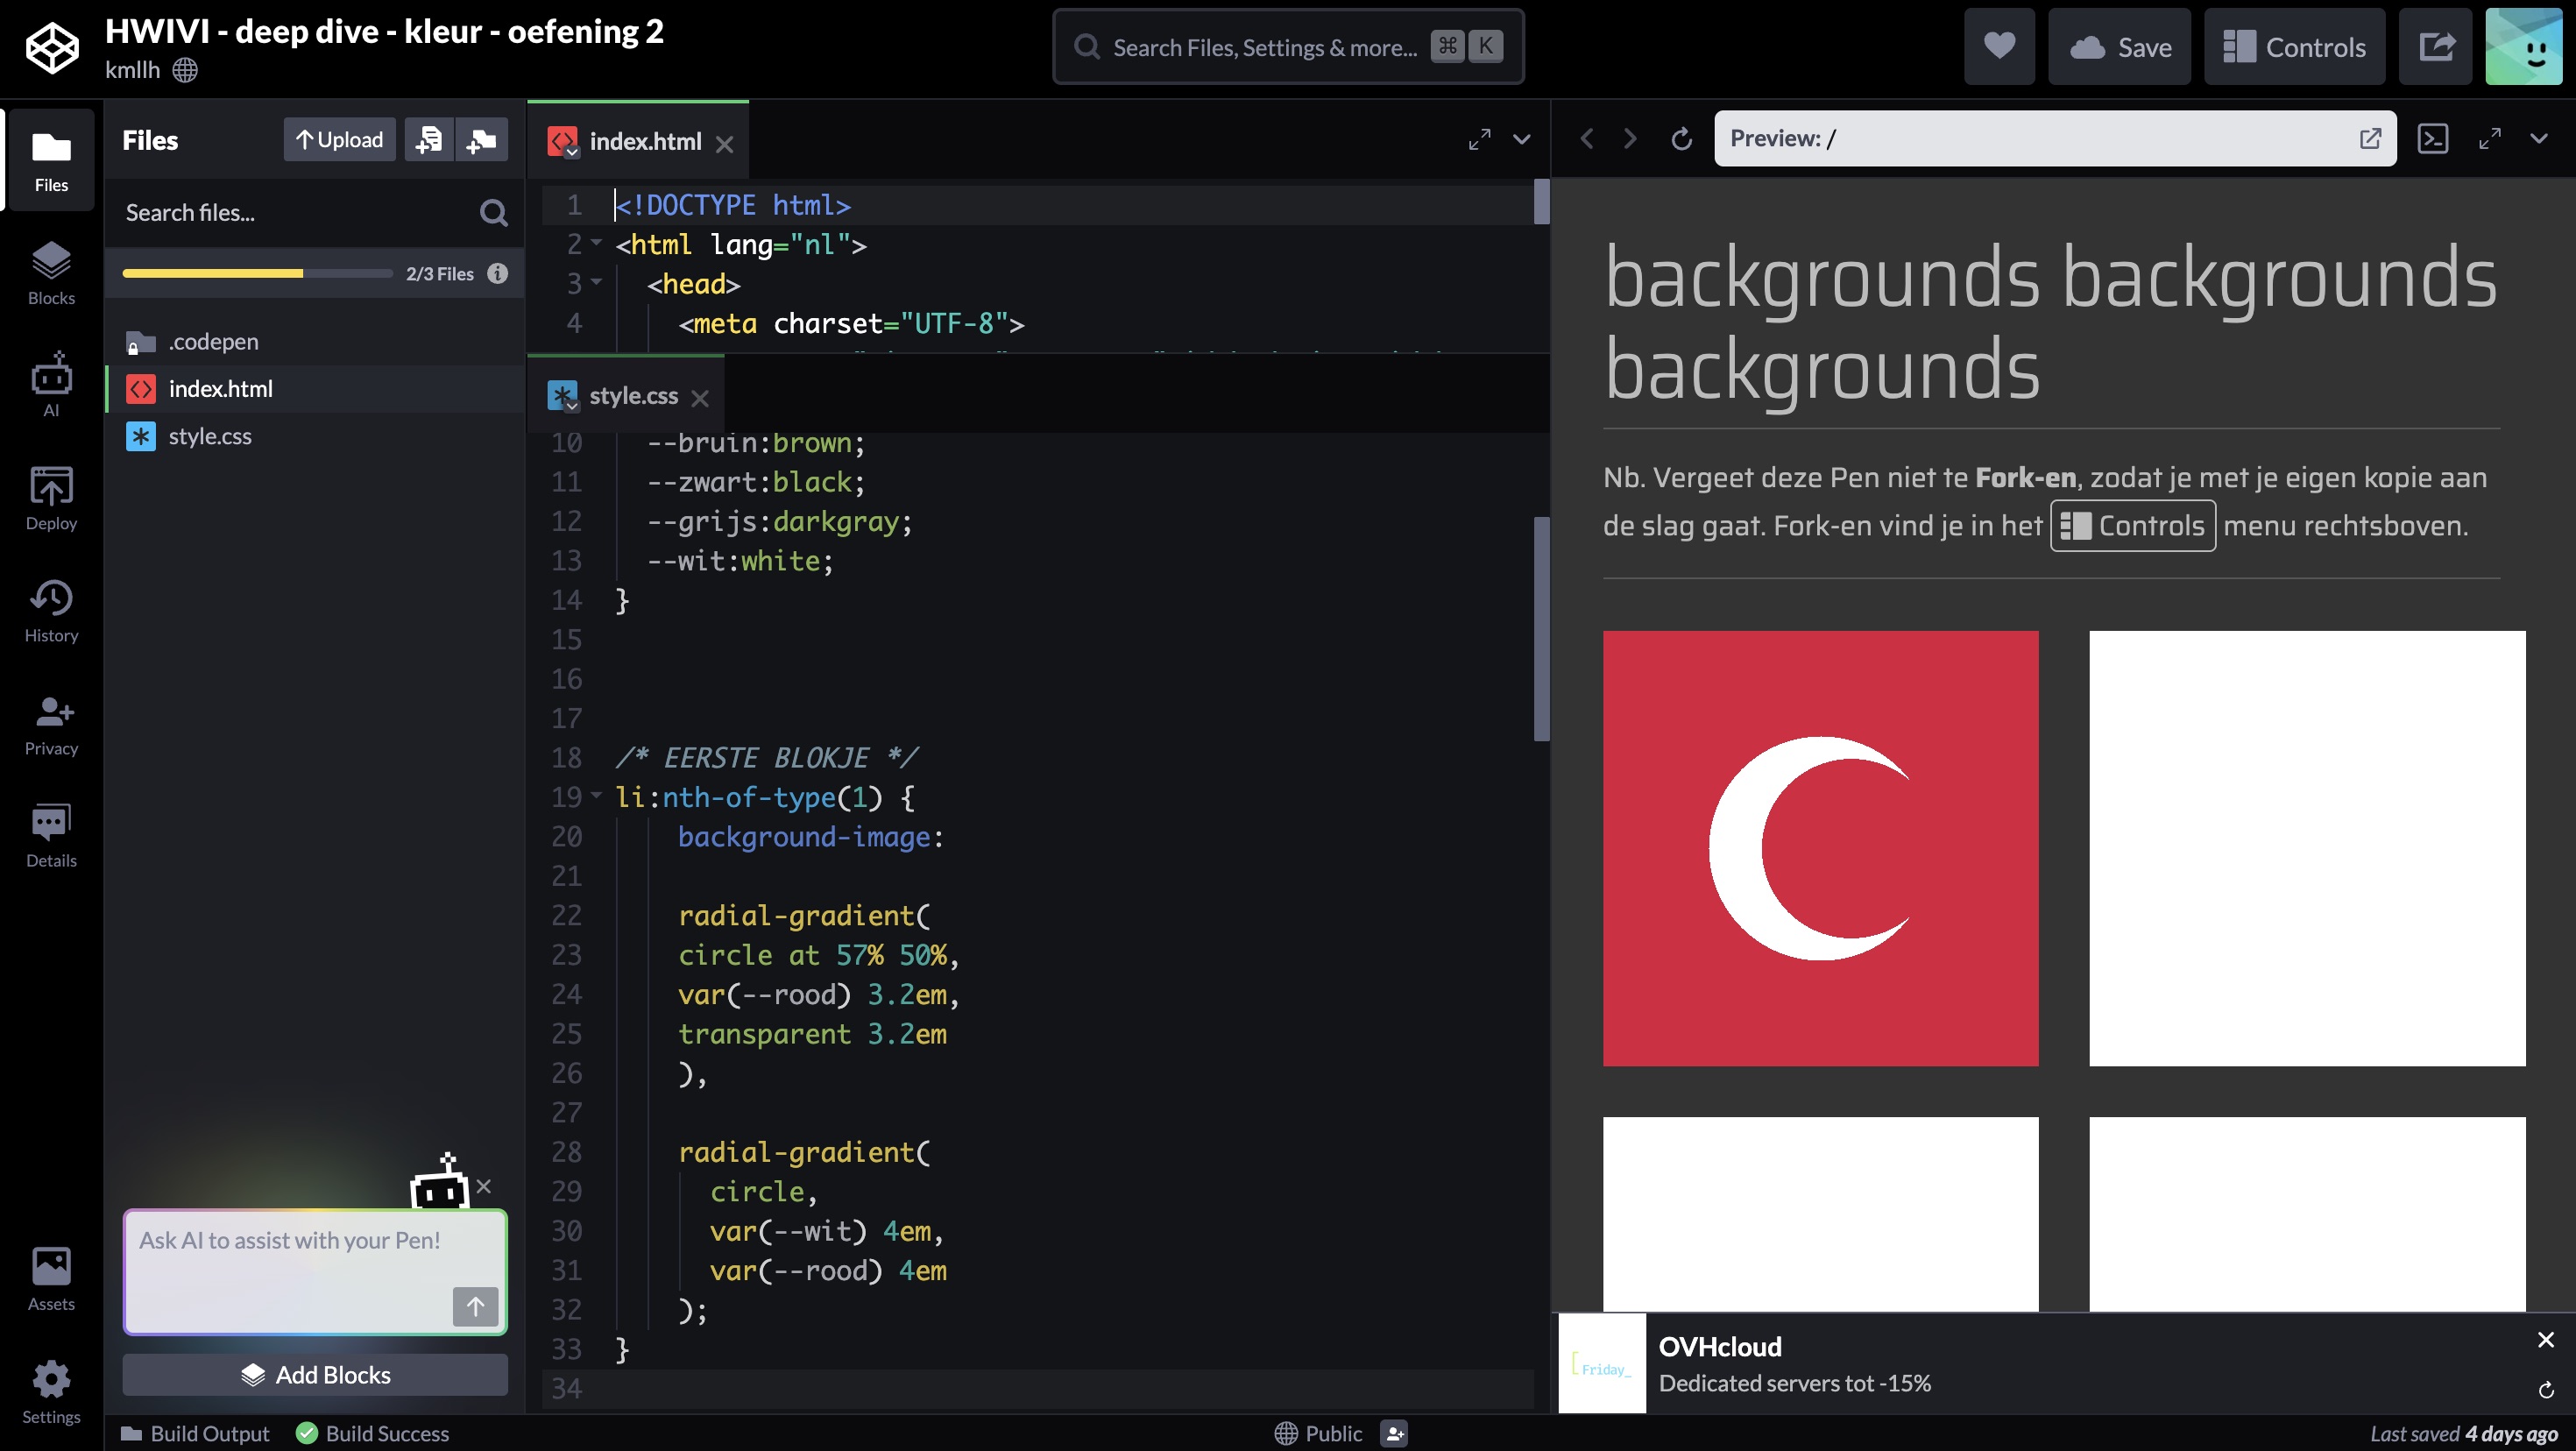 HWIVI - deep dive - kleur - oefening 2
kmllh
Search Files, Settings & more... ⌘ K
Save
Controls
Files
Blocks
AI
Deploy
History
Privacy
Details
Assets
Settings
Files
Upload
Search files...
2/3 Files
.codepen
index.html
style.css
Ask AI to assist with your Pen!
Add Blocks
index.html
1 <!DOCTYPE html>
2 <html lang="nl">
3 <head>
4 <meta charset="UTF-8">
style.css
10 --bruin:brown;
11 --zwart:black;
12 --grijs:darkgray;
13 --wit:white;
14 }
15
16
17
18 /* EERSTE BLOKJE */
19 li:nth-of-type(1) {
20 background-image:
21
22 radial-gradient(
23 circle at 57% 50%,
24 var(--rood) 3.2em,
25 transparent 3.2em
26 ),
27
28 radial-gradient(
29 circle,
30 var(--wit) 4em,
31 var(--rood) 4em
32 );
33 }
34
Preview: /
backgrounds backgrounds
backgrounds
Nb. Vergeet deze Pen niet te Fork-en, zodat je met je eigen kopie aan
de slag gaat. Fork-en vind je in het Controls menu rechtsboven.
[ Friday_
OVHcloud
Dedicated servers tot -15%
Build Output
Build Success
Public
Last saved 4 days ago